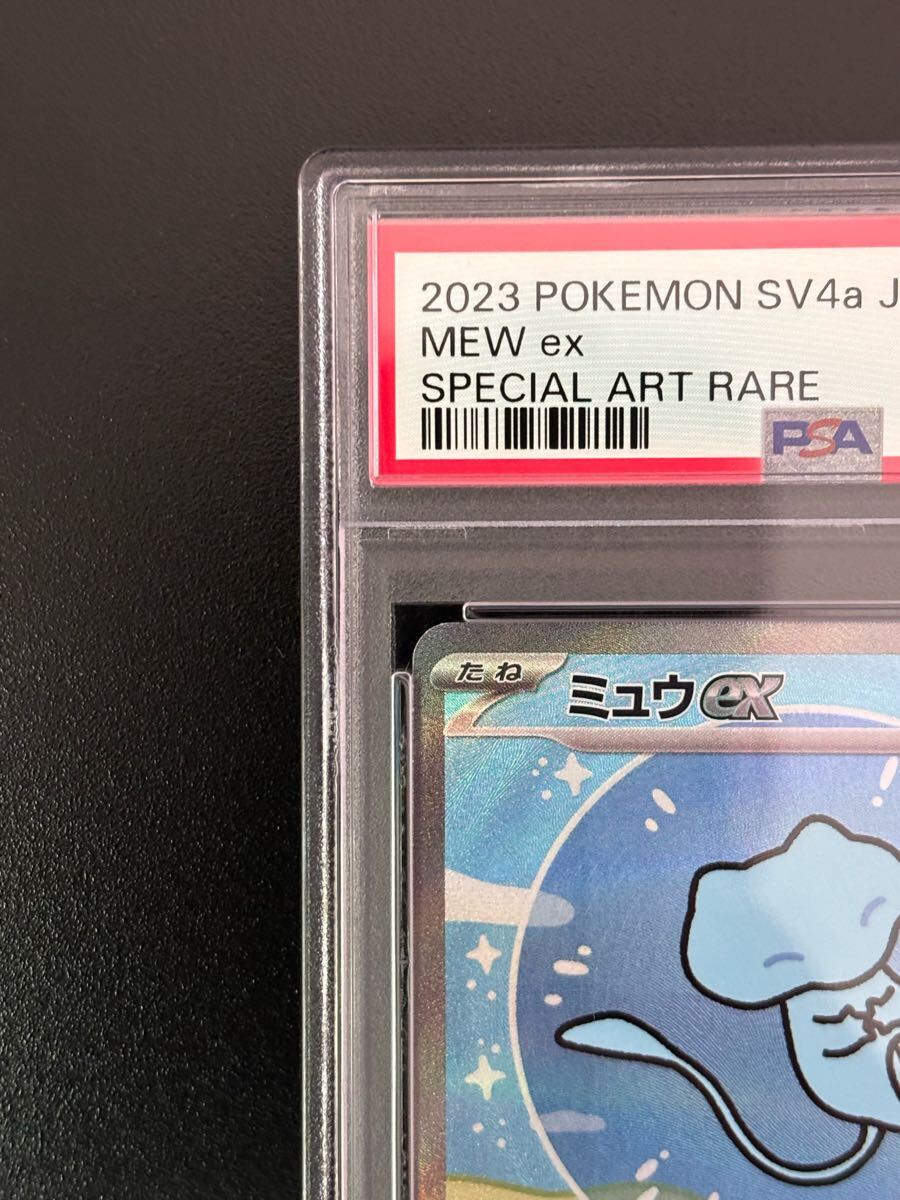 2023 POKEMON SV4a J
MEW ex
SPECIAL ART RARE
PSA
たね
ミュウex